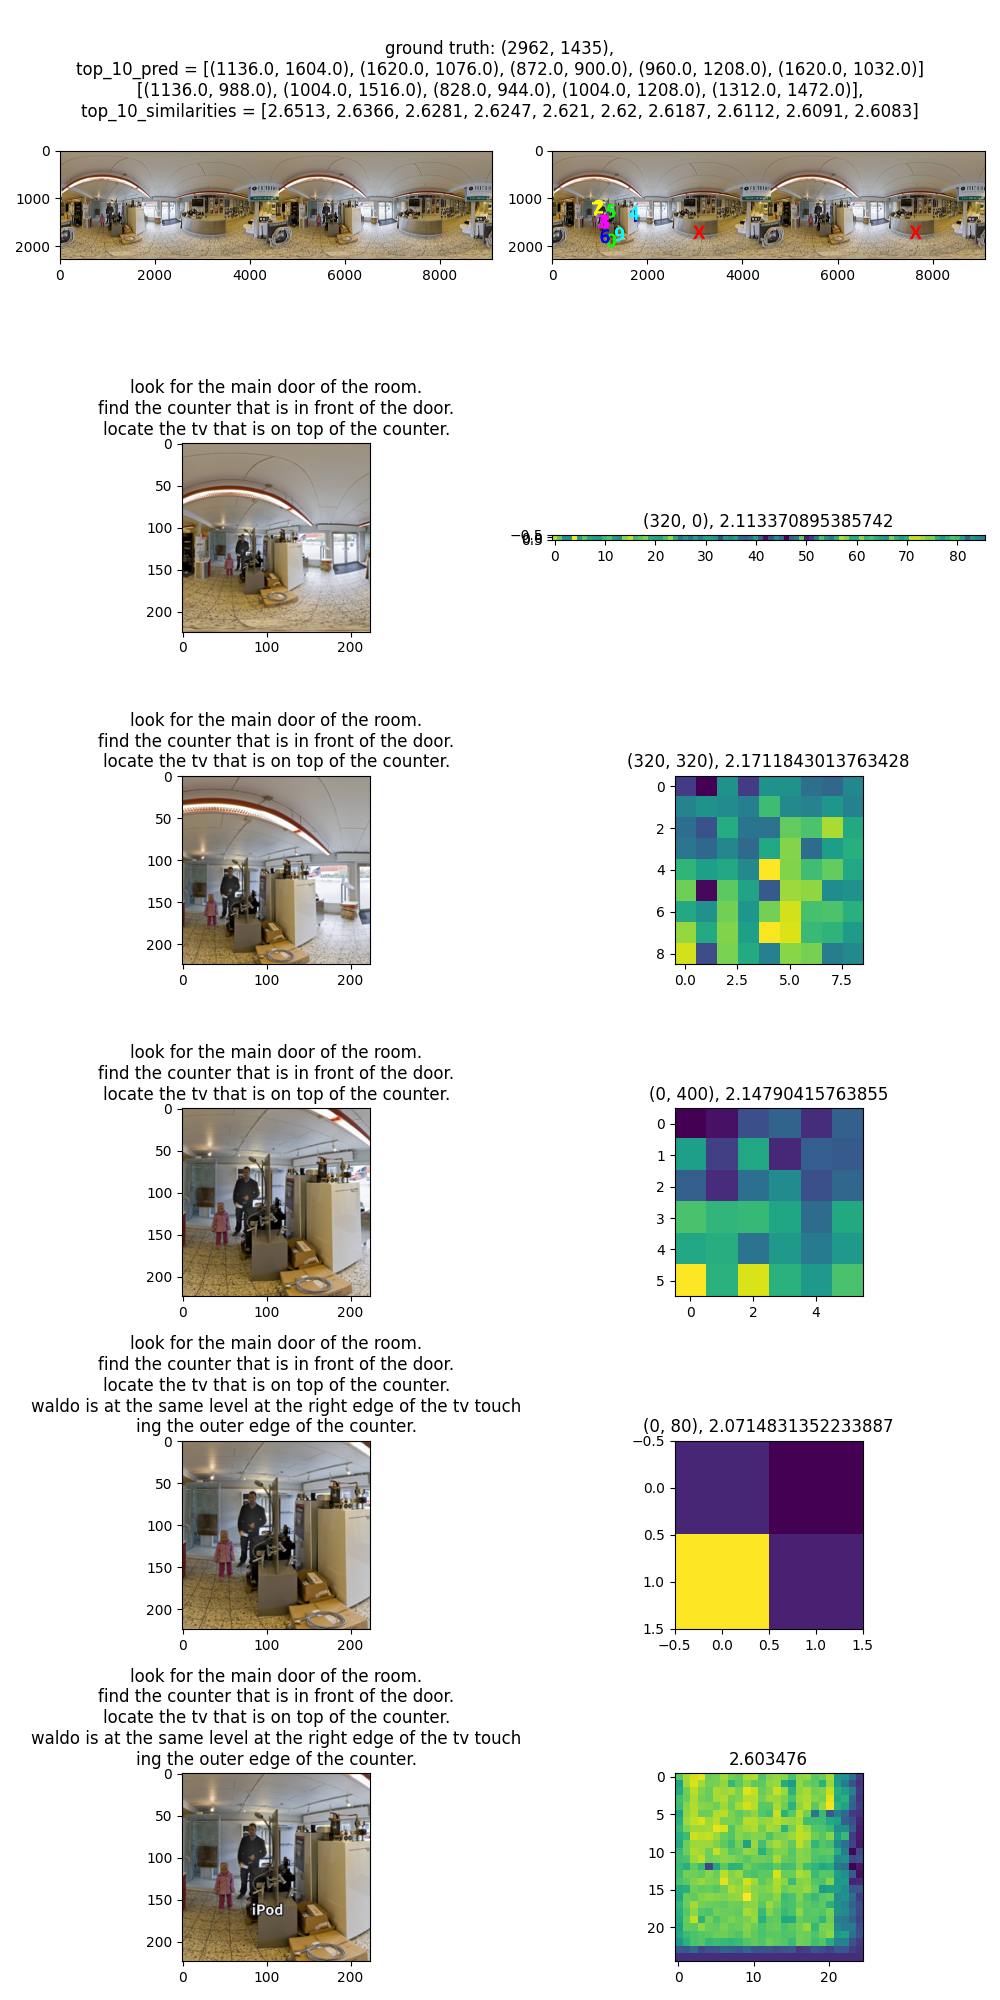 ground truth: (2962, 1435),
top_10_pred = [(1136.0, 1604.0), (1620.0, 1076.0), (872.0, 900.0), (960.0, 1208.0), (1620.0, 1032.0)]
[(1136.0, 988.0), (1004.0, 1516.0), (828.0, 944.0), (1004.0, 1208.0), (1312.0, 1472.0)],
top_10_similarities = [2.6513, 2.6366, 2.6281, 2.6247, 2.621, 2.62, 2.6187, 2.6112, 2.6091, 2.6083]
0
1000
2000
0 2000 4000 6000 8000
0
1000
2000
2 5 4
6 9
X X
0 2000 4000 6000 8000
look for the main door of the room.
find the counter that is in front of the door.
locate the tv that is on top of the counter.
0
50
100
150
200
0 100 200
(320, 0), 2.113370895385742
−0.5
0.5
0 10 20 30 40 50 60 70 80
look for the main door of the room.
find the counter that is in front of the door.
locate the tv that is on top of the counter.
0
50
100
150
200
0 100 200
(320, 320), 2.1711843013763428
0
2
4
6
8
0.0 2.5 5.0 7.5
look for the main door of the room.
find the counter that is in front of the door.
locate the tv that is on top of the counter.
0
50
100
150
200
0 100 200
(0, 400), 2.14790415763855
0
1
2
3
4
5
0 2 4
look for the main door of the room.
find the counter that is in front of the door.
locate the tv that is on top of the counter.
waldo is at the same level at the right edge of the tv touch
ing the outer edge of the counter.
0
50
100
150
200
0 100 200
(0, 80), 2.0714831352233887
−0.5
0.0
0.5
1.0
1.5
−0.5 0.0 0.5 1.0 1.5
look for the main door of the room.
find the counter that is in front of the door.
locate the tv that is on top of the counter.
waldo is at the same level at the right edge of the tv touch
ing the outer edge of the counter.
0
50
100
150
200
iPod
0 100 200
2.603476
0
5
10
15
20
0 10 20